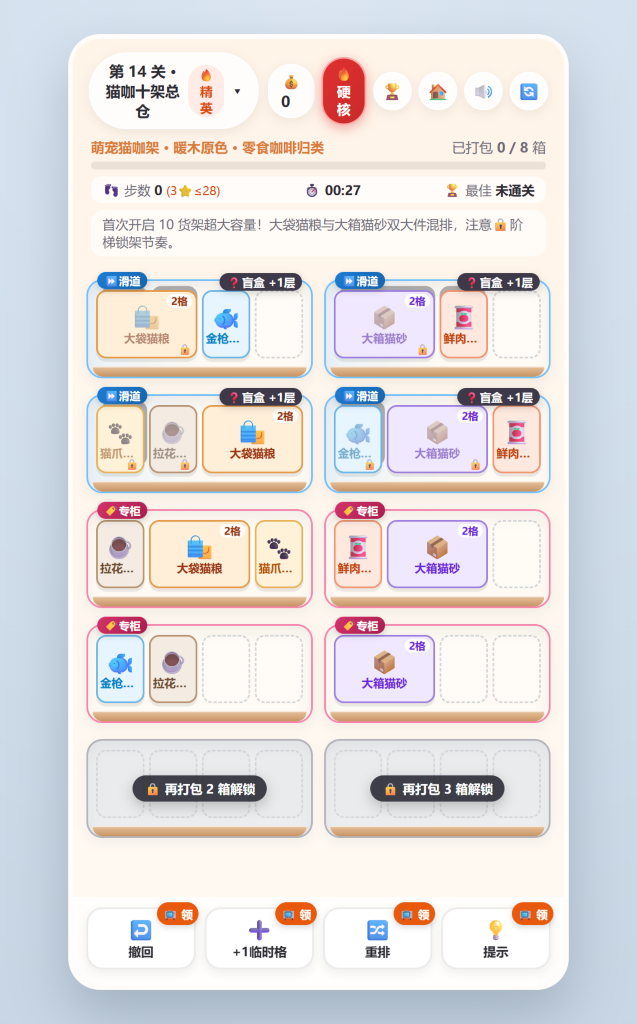 第 14 关 •
猫咖十架总
仓
精
英
▼
0
硬
核
萌宠猫咖架 • 暖木原色 • 零食咖啡归类
已打包 0 / 8 箱
步数 0 (3⭐≤28)
00:27
最佳 未通关
首次开启 10 货架超大容量！大袋猫粮与大箱猫砂双大件混排，注意🔒阶
梯锁架节奏。
滑道
❓盲盒 +1层
2格
大袋猫粮
金枪...
滑道
❓盲盒 +1层
2格
大箱猫砂
鲜肉...
滑道
❓盲盒 +1层
猫爪...
拉花...
2格
大袋猫粮
滑道
❓盲盒 +1层
金枪...
2格
大箱猫砂
鲜肉...
专柜
拉花...
2格
大袋猫粮
猫爪...
专柜
鲜肉...
2格
大箱猫砂
专柜
金枪...
拉花...
专柜
2格
大箱猫砂
再打包 2 箱解锁
再打包 3 箱解锁
领
撤回
领
+1临时格
领
重排
领
提示